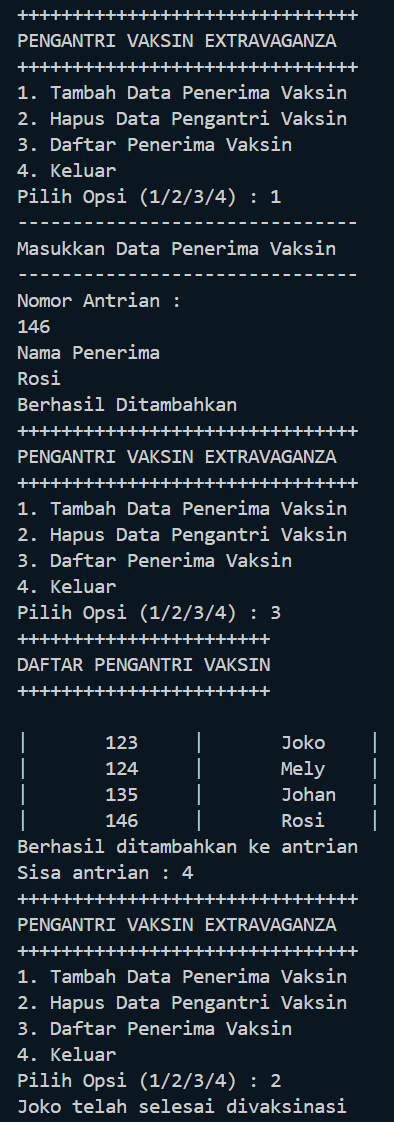 +++++++++++++++++++++++++++++++
PENGANTRI VAKSIN EXTRAVAGANZA
+++++++++++++++++++++++++++++++
1. Tambah Data Penerima Vaksin
2. Hapus Data Pengantri Vaksin
3. Daftar Penerima Vaksin
4. Keluar
Pilih Opsi (1/2/3/4) : 1
-------------------------------
Masukkan Data Penerima Vaksin
-------------------------------
Nomor Antrian :
146
Nama Penerima
Rosi
Berhasil Ditambahkan
+++++++++++++++++++++++++++++++
PENGANTRI VAKSIN EXTRAVAGANZA
+++++++++++++++++++++++++++++++
1. Tambah Data Penerima Vaksin
2. Hapus Data Pengantri Vaksin
3. Daftar Penerima Vaksin
4. Keluar
Pilih Opsi (1/2/3/4) : 3
+++++++++++++++++++++++
DAFTAR PENGANTRI VAKSIN
+++++++++++++++++++++++
|       123     |       Joko    |
|       124     |       Mely    |
|       135     |       Johan   |
|       146     |       Rosi    |
Berhasil ditambahkan ke antrian
Sisa antrian : 4
+++++++++++++++++++++++++++++++
PENGANTRI VAKSIN EXTRAVAGANZA
+++++++++++++++++++++++++++++++
1. Tambah Data Penerima Vaksin
2. Hapus Data Pengantri Vaksin
3. Daftar Penerima Vaksin
4. Keluar
Pilih Opsi (1/2/3/4) : 2
Joko telah selesai divaksinasi